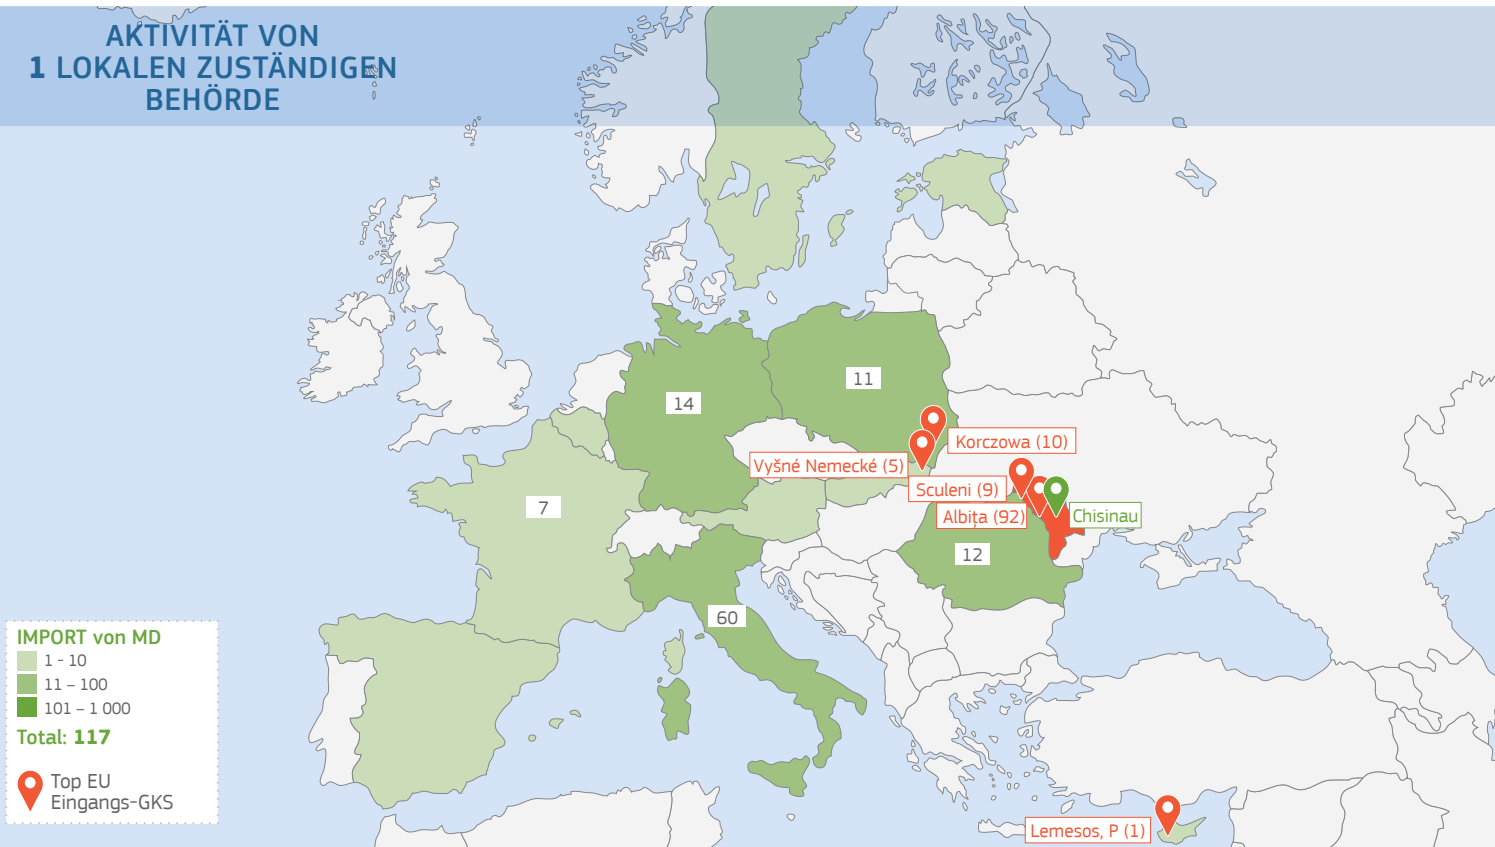 AKTIVITÄT VON
1 LOKALEN ZUSTÄNDIGEN
BEHÖRDE
11
14
Korczowa (10)
Vyšné Nemecké (5)
Sculeni (9)
7
Albița (92)
Chisinau
12
60
IMPORT von MD
1 - 10
11 – 100
101 – 1 000
Total: 117
Top EU
Eingangs-GKS
Lemesos, P (1)